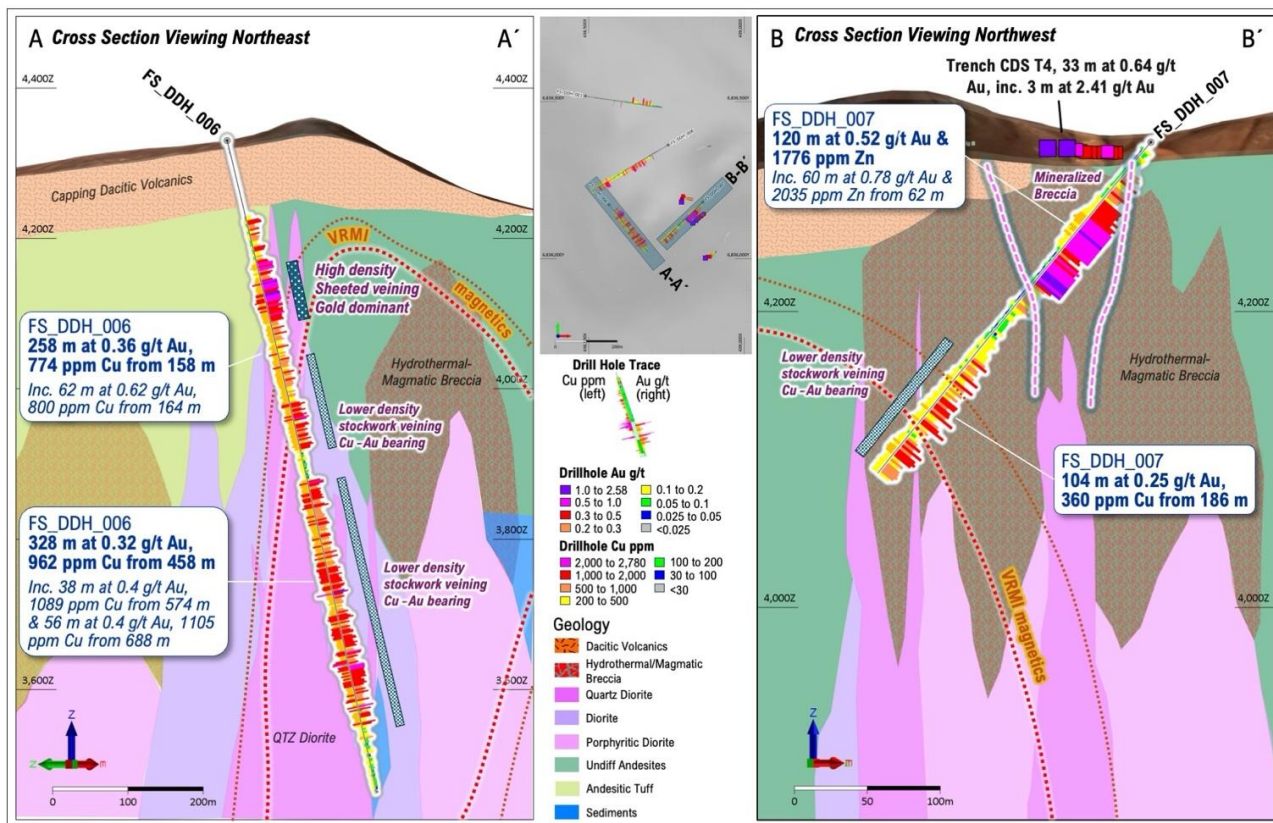 A Cross Section Viewing Northeast A´
4,400Z
FS_DDH_006
Capping Dacitic Volcanics
4,200Z
VRMI
magnetics
High density
Sheeted veining
Gold dominant
FS_DDH_006
258 m at 0.36 g/t Au,
774 ppm Cu from 158 m
Inc. 62 m at 0.62 g/t Au,
800 ppm Cu from 164 m
4,000Z
Hydrothermal-
Magmatic Breccia
Lower density
stockwork veining
Cu –Au bearing
FS_DDH_006
328 m at 0.32 g/t Au,
962 ppm Cu from 458 m
Inc. 38 m at 0.4 g/t Au,
1089 ppm Cu from 574 m
& 56 m at 0.4 g/t Au, 1105
ppm Cu from 688 m
3,800Z
Lower density
stockwork veining
Cu –Au bearing
3,600Z
QTZ Diorite
Z
N
E
0 100 200m
B-B´
A-A´
200m
Drill Hole Trace
Cu ppm
(left)
Au g/t
(right)
Drillhole Au g/t
1.0 to 2.58
0.5 to 1.0
0.3 to 0.5
0.2 to 0.3
0.1 to 0.2
0.05 to 0.1
0.025 to 0.05
<0.025
Drillhole Cu ppm
2,000 to 2,780
1,000 to 2,000
500 to 1,000
200 to 500
100 to 200
30 to 100
<30
Geology
Dacitic Volcanics
Hydrothermal/Magmatic
Breccia
Quartz Diorite
Diorite
Porphyritic Diorite
Undiff Andesites
Andesitic Tuff
Sediments
B Cross Section Viewing Northwest B´
Trench CDS T4, 33 m at 0.64 g/t
Au, inc. 3 m at 2.41 g/t Au
FS_DDH_007
FS_DDH_007
120 m at 0.52 g/t Au &
1776 ppm Zn
Inc. 60 m at 0.78 g/t Au &
2035 ppm Zn from 62 m
Mineralized
Breccia
4,200Z
4,200Z
Lower density
stockwork veining
Cu –Au bearing
Hydrothermal-
Magmatic Breccia
FS_DDH_007
104 m at 0.25 g/t Au,
360 ppm Cu from 186 m
4,000Z
4,000Z
VRMI magnetics
Z
N
E
0 50 100m